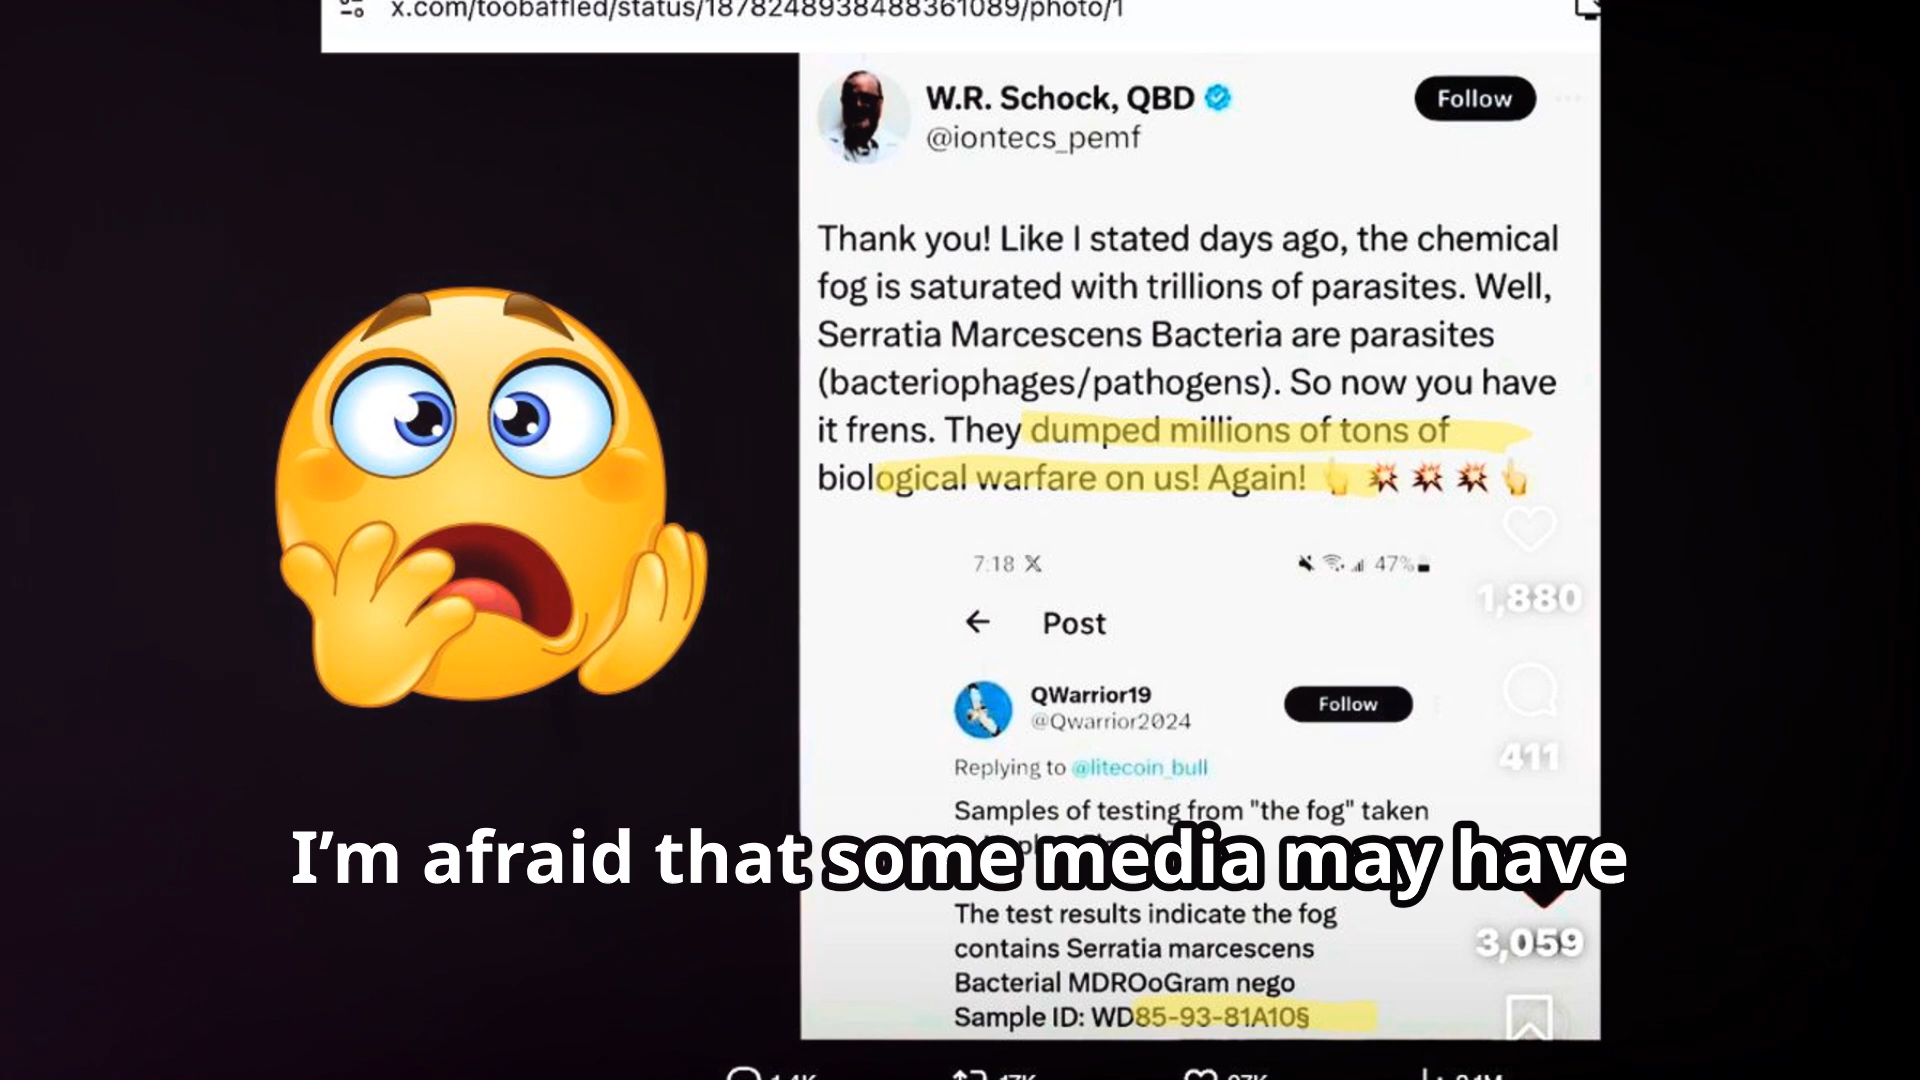 x.com/toobaffled/status/1878248938488361089/photo/1
W.R. Schock, QBD
Follow
@iontecs_pemf
Thank you! Like I stated days ago, the chemical
fog is saturated with trillions of parasites. Well,
Serratia Marcescens Bacteria are parasites
(bacteriophages/pathogens). So now you have
it frens. They dumped millions of tons of
biological warfare on us! Again! 👆 💥 💥 💥 👆
7:18 X
47%
1,880
← Post
QWarrior19
@Qwarrior2024
Follow
Replying to @litecoin_bull
411
Samples of testing from "the fog" taken
I'm afraid that some media may have
The test results indicate the fog
contains Serratia marcescens
3,059
Bacterial MDROoGram nego
Sample ID: WD85-93-81A10§